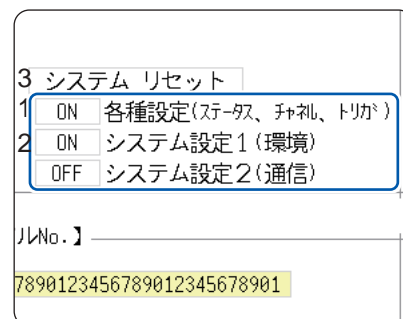 3 システム リセット
1 ON 各種設定(ｽﾃｰﾀｽ、ﾁｬﾈﾙ、ﾄﾘｶﾞ)
2 ON システム設定1(環境)
OFF システム設定2(通信)
ﾙNo.】
7890123456789012345678901